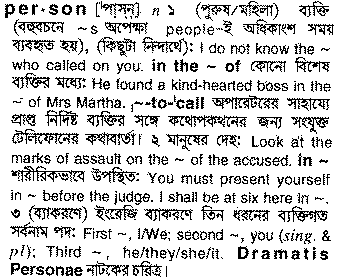 per·son [ˈপাসন্] n ১ (পুরুষ/মহিলা) ব্যক্তি
(বহুবচনে ~s অপেক্ষা people-ই অধিকাংশ সময়
ব্যবহৃত হয়), (কিছুটা নিন্দার্থে): I do not know the ~
who called on you. in the ~ of কোনো বিশেষ
ব্যক্তির মধ্যে: He found a kind-hearted boss in the
~ of Mrs Martha. ~-to-ˈcall অপারেটরের সাহায্যে
প্রাপ্ত নির্দিষ্ট ব্যক্তির সঙ্গে কথোপকথনের জন্য সংযুক্ত
টেলিফোনের কথাবার্তা। ২ মানুষের দেহ: Look at the
marks of assault on the ~ of the accused. in ~
শারীরিকভাবে উপস্থিত: You must present yourself
in ~ before the judge. I shall be at six here in ~.
৩ (ব্যাকরণে) ইংরেজি ব্যাকরণে তিন ধরনের ব্যক্তিগত
সর্বনাম পদ: First ~, I/We; second ~, you (sing. &
pl); Third ~, he/they/she/it. Dramatis
Personae নাটকের চরিত্র।